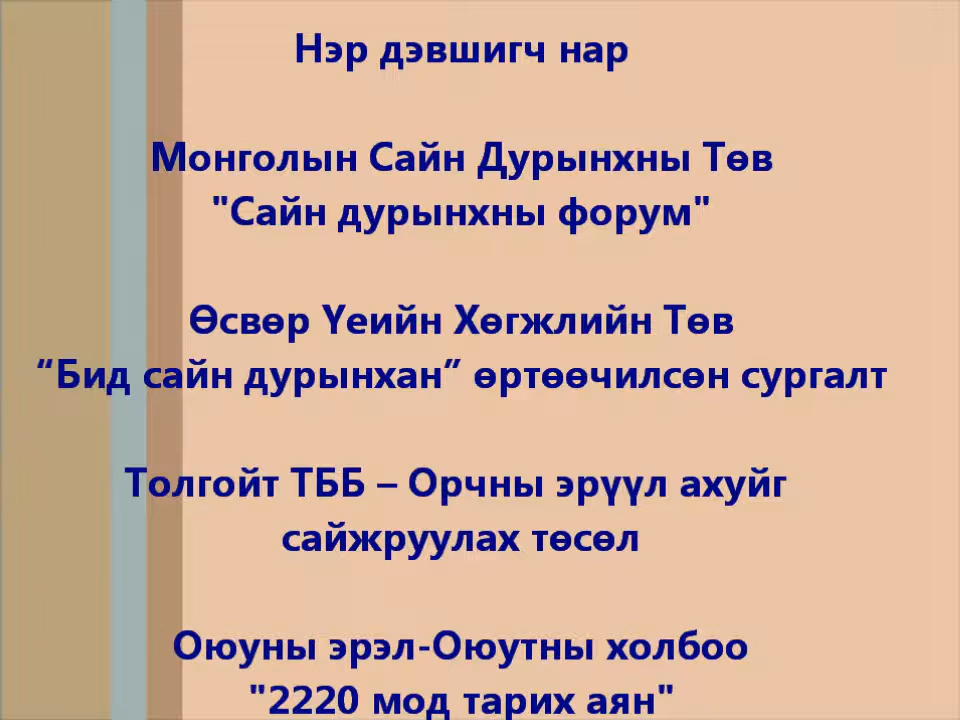 Нэр дэвшигч нар
Монголын Сайн Дурынхны Төв
"Сайн дурынхны форум"
Өсвөр Үеийн Хөгжлийн Төв
“Бид сайн дурынхан” өртөөчилсөн сургалт
Толгойт ТББ – Орчны эрүүл ахуйг
сайжруулах төсөл
Оюуны эрэл-Оюутны холбоо
"2220 мод тарих аян"